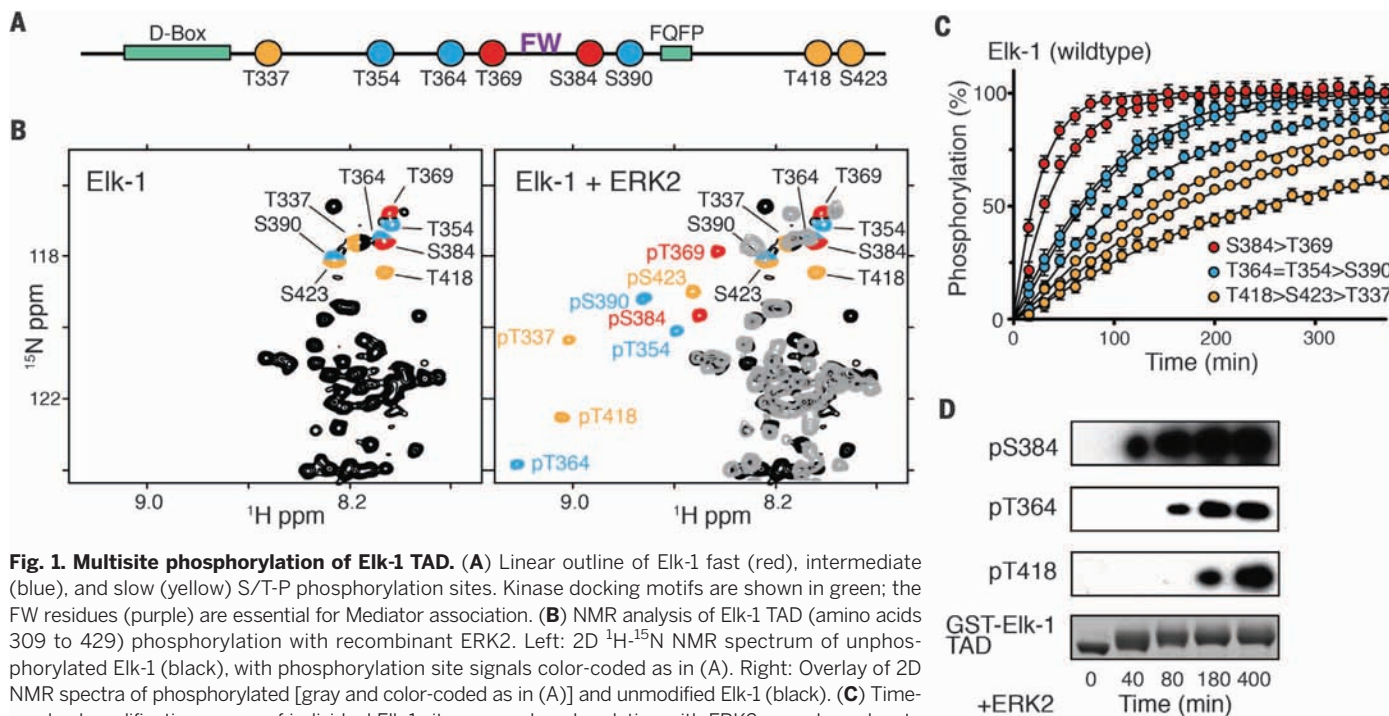 A
D-Box
FW
FQFP
T337
T354
T364
T369
S384
S390
T418
S423
B
Elk-1
T364
T369
T337
S390
T354
S384
T418
S423
118
122
15N ppm
9.0
8.2
1H ppm
Elk-1 + ERK2
T364
T369
T337
S390
T354
S384
T418
S423
pT369
pS423
pS390
pS384
pT354
pT337
pT418
pT364
9.0
8.2
1H ppm
C
Elk-1 (wildtype)
Phosphorylation (%)
100
50
0
S384>T369
T364=T354>S390
T418>S423>T337
0
100
200
300
Time (min)
D
pS384
pT364
pT418
GST-Elk-1
TAD
0 40 80 180 400
+ERK2 Time (min)
Fig. 1. Multisite phosphorylation of Elk-1 TAD. (A) Linear outline of Elk-1 fast (red), intermediate
(blue), and slow (yellow) S/T-P phosphorylation sites. Kinase docking motifs are shown in green; the
FW residues (purple) are essential for Mediator association. (B) NMR analysis of Elk-1 TAD (amino acids
309 to 429) phosphorylation with recombinant ERK2. Left: 2D 1H-15N NMR spectrum of unphos-
phorylated Elk-1 (black), with phosphorylation site signals color-coded as in (A). Right: Overlay of 2D
NMR spectra of phosphorylated [gray and color-coded as in (A)] and unmodified Elk-1 (black). (C) Time-